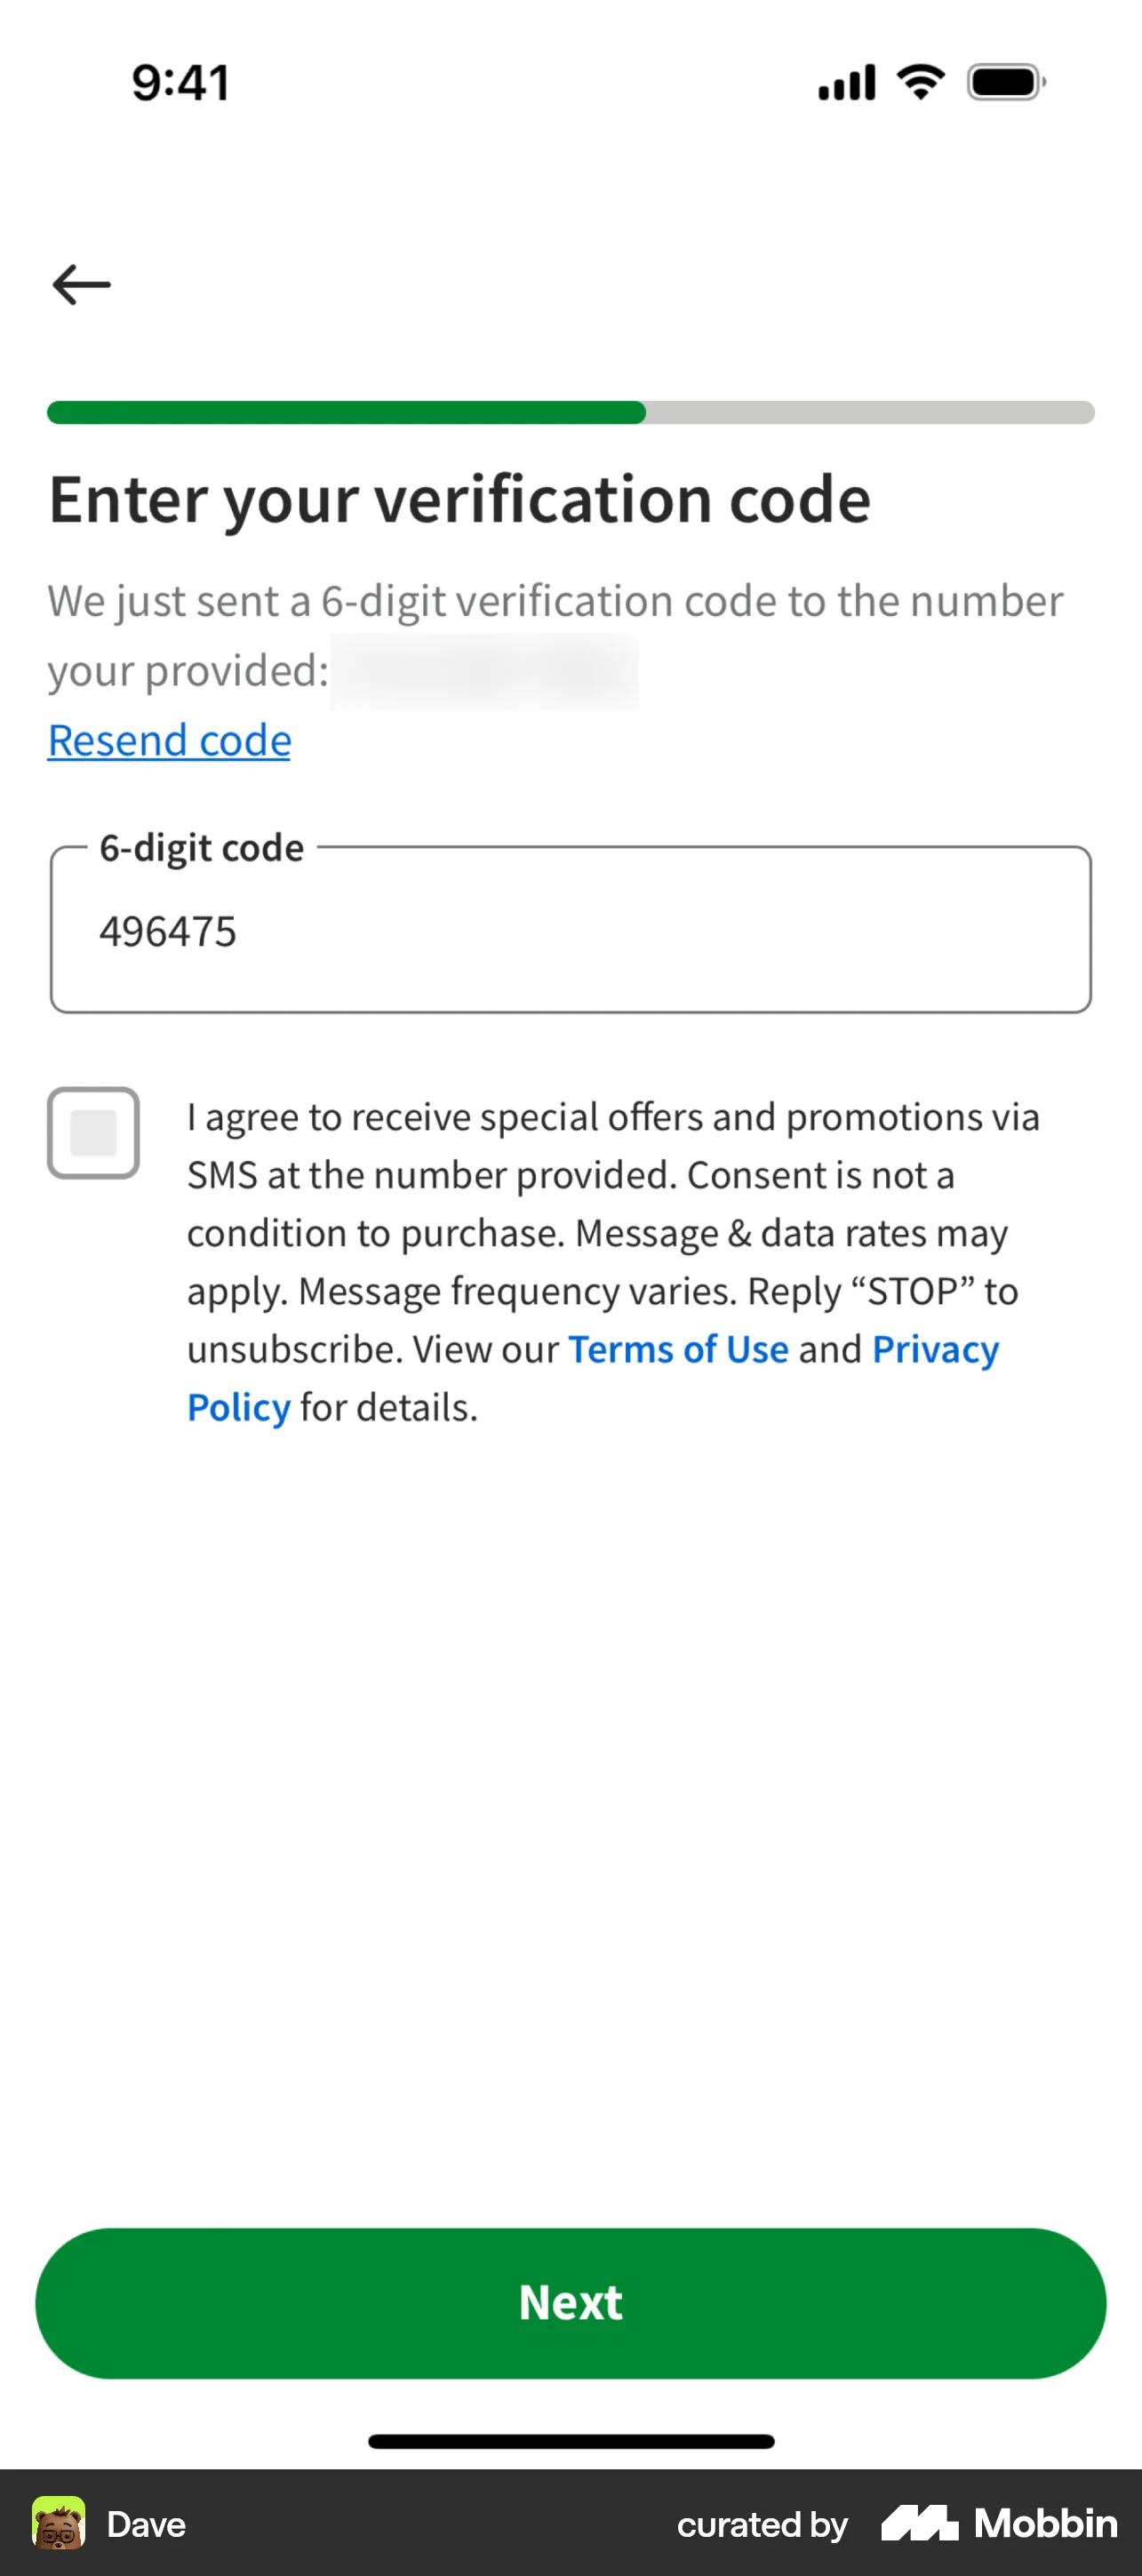 9:41
Enter your verification code
We just sent a 6-digit verification code to the number
your provided:
Resend code
6-digit code
496475
I agree to receive special offers and promotions via
SMS at the number provided. Consent is not a
condition to purchase. Message & data rates may
apply. Message frequency varies. Reply “STOP” to
unsubscribe. View our Terms of Use and Privacy
Policy for details.
Next
Dave
curated by Mobbin